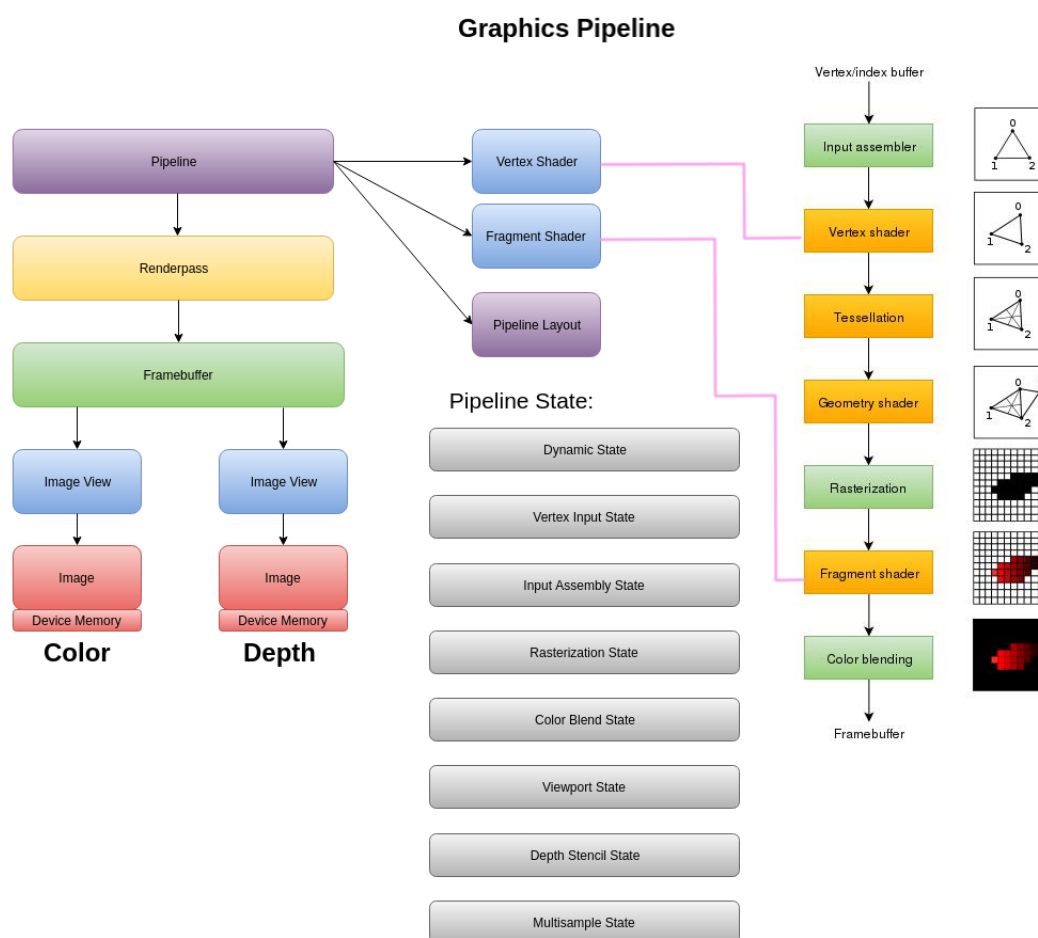 Graphics Pipeline
Pipeline
Renderpass
Framebuffer
Image View
Image View
Image
Image
Device Memory
Device Memory
Color
Depth
Vertex Shader
Fragment Shader
Pipeline Layout
Pipeline State:
Dynamic State
Vertex Input State
Input Assembly State
Rasterization State
Color Blend State
Viewport State
Depth Stencil State
Multisample State
Vertex/index buffer
Input assembler
Vertex shader
Tessellation
Geometry shader
Rasterization
Fragment shader
Color blending
Framebuffer
0
1 2
0
1
2
0
1
2
0
1
2